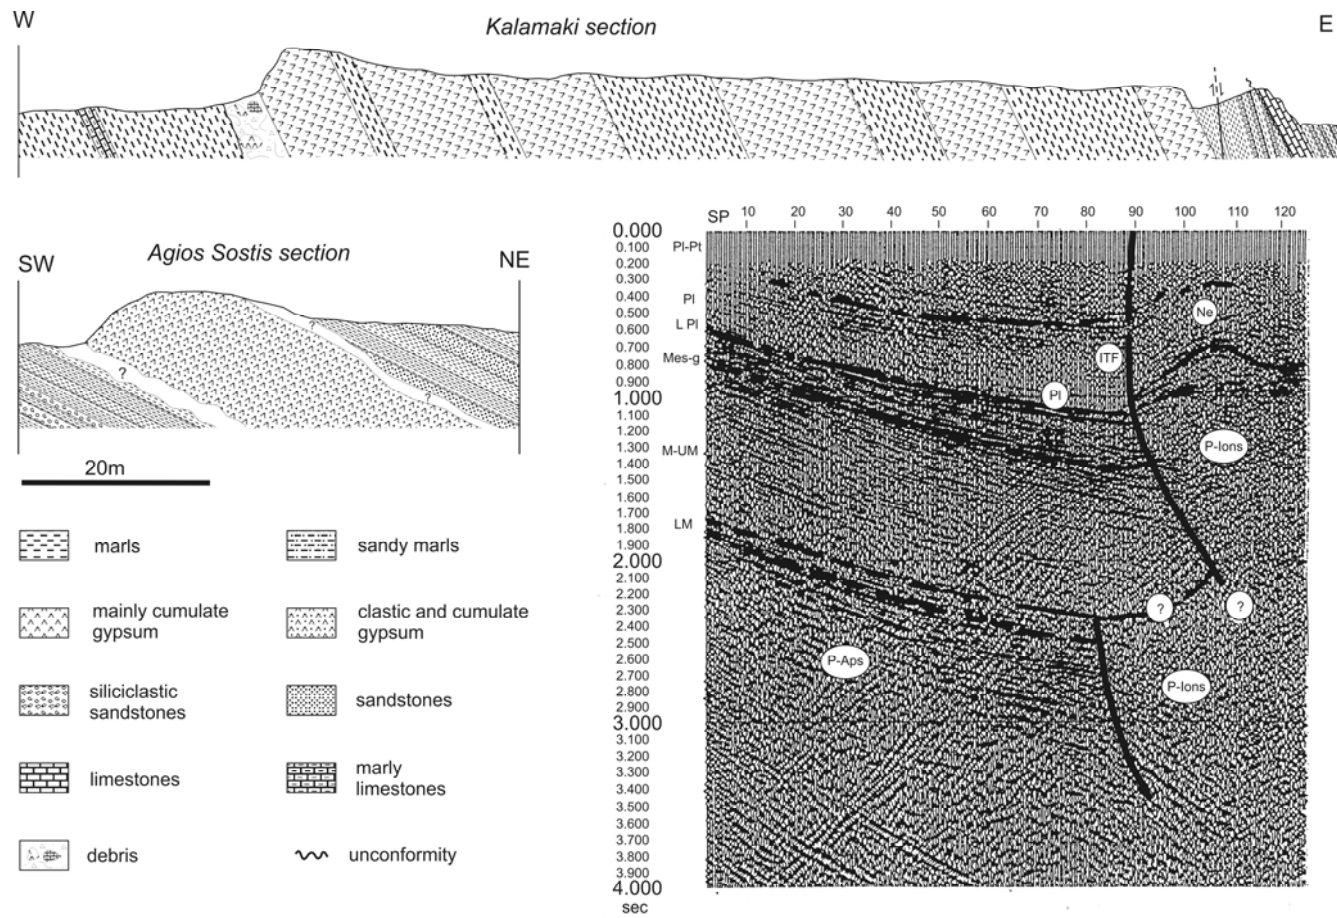 W
Kalamaki section
E
SW
Agios Sostis section
NE
?
?
?
20m
marls
sandy marls
mainly cumulate
gypsum
clastic and cumulate
gypsum
siliciclastic
sandstones
sandstones
limestones
marly
limestones
debris
unconformity
SP 10 20 30 40 50 60 70 80 90 100 110 120
0.000
0.100
0.200
0.300
0.400
0.500
0.600
0.700
0.800
0.900
1.000
1.100
1.200
1.300
1.400
1.500
1.600
1.700
1.800
1.900
2.000
2.100
2.200
2.300
2.400
2.500
2.600
2.700
2.800
2.900
3.000
3.100
3.200
3.300
3.400
3.500
3.600
3.700
3.800
3.900
4.000
sec
Pl-Pt
Pl
L Pl
Mes-g
M-UM
LM
Ne
ITF
Pl
P-Ions
?
?
P-Aps
P-Ions